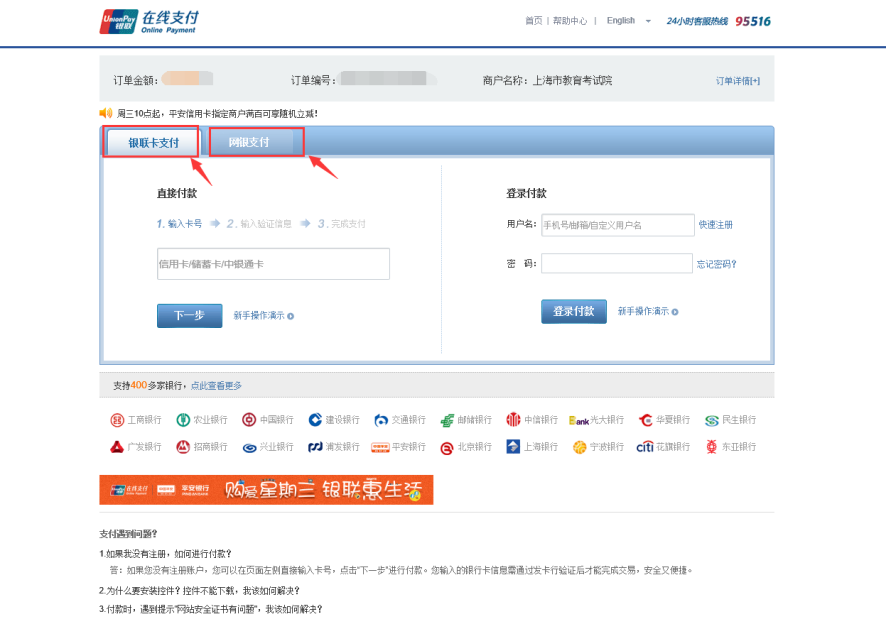 UnionPay 银联 在线支付 Online Payment
首页 | 帮助中心 | English 24小时客服热线 95516
订单金额： 订单编号： 商户名称：上海市教育考试院 订单详情[+]
周三10点起，平安信用卡指定商户满百可享随机立减！
银联卡支付 网银支付
直接付款
1. 输入卡号 2. 输入验证信息 3. 完成支付
信用卡/储蓄卡/中银通卡
下一步 新手操作演示
登录付款
用户名： 手机号/邮箱/自定义用户名 快速注册
密 码： 忘记密码?
登录付款 新手操作演示
支持400多家银行，点此查看更多
工商银行 农业银行 中国银行 建设银行 交通银行 邮储银行 中信银行 Bank光大银行 华夏银行 民生银行
广发银行 招商银行 兴业银行 浦发银行 平安银行 北京银行 上海银行 宁波银行 citi花旗银行 东亚银行
在线支付 平安银行 购爱星期三 银联惠生活
支付遇到问题?
1.如果我没有注册，如何进行付款?
答：如果您没有注册账户，您可以在页面左侧直接输入卡号，点击“下一步”进行付款。您输入的银行卡信息需通过发卡行验证后才能完成交易，安全又便捷。
2.为什么要安装控件? 控件不能下载，我该如何解决?
3.付款时，遇到提示“网站安全证书有问题”，我该如何解决?